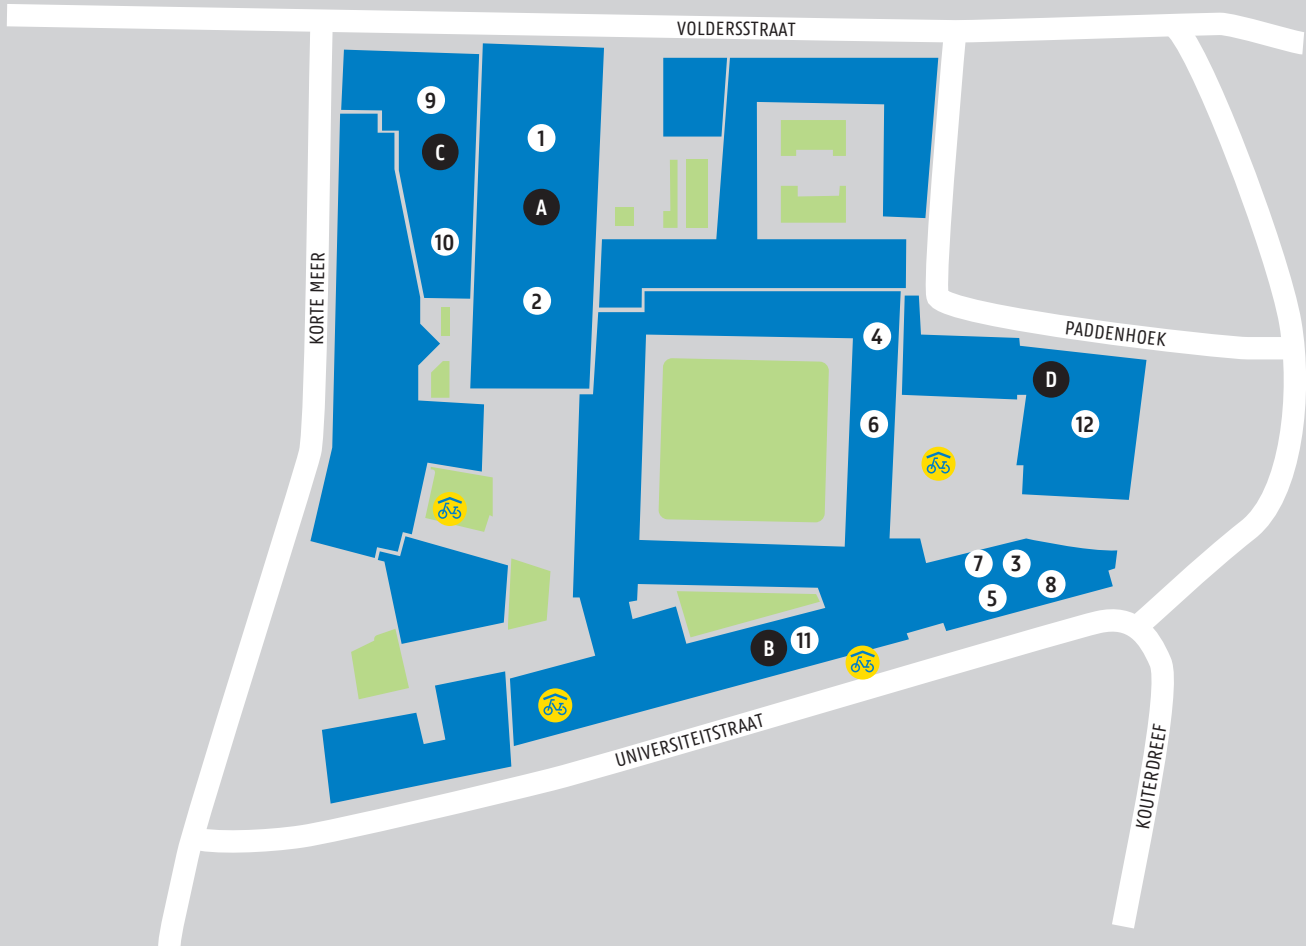 VOLDERSSTRAAT
9
1
C
A
10
KORTE MEER
2
4
PADDENHOEK
D
6
12
7
3
8
5
B
11
UNIVERSITEITSTRAAT
KOUTERDREEF